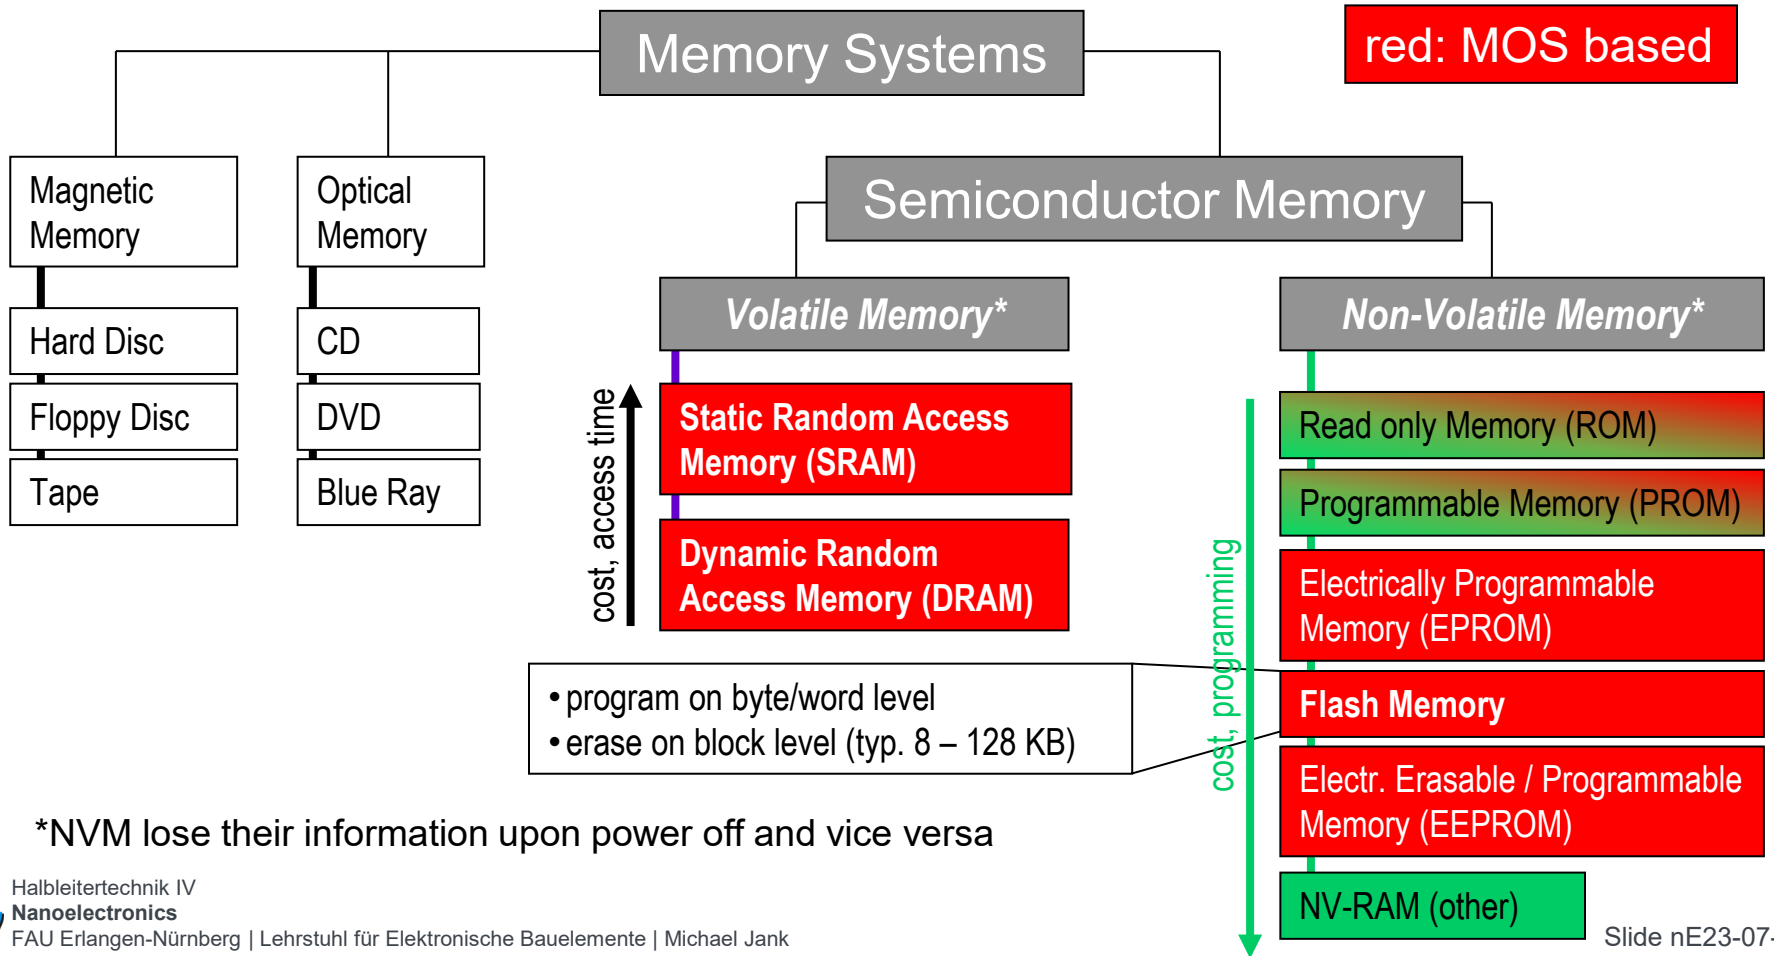 Memory Systems
red: MOS based
Magnetic
Memory
Optical
Memory
Semiconductor Memory
Hard Disc
Floppy Disc
Tape
CD
DVD
Blue Ray
Volatile Memory*
cost, access time
Static Random Access
Memory (SRAM)
Dynamic Random
Access Memory (DRAM)
Non-Volatile Memory*
cost, programming
Read only Memory (ROM)
Programmable Memory (PROM)
Electrically Programmable
Memory (EPROM)
Flash Memory
• program on byte/word level
• erase on block level (typ. 8 – 128 KB)
Electr. Erasable / Programmable
Memory (EEPROM)
NV-RAM (other)
*NVM lose their information upon power off and vice versa
Halbleitertechnik IV
Nanoelectronics
FAU Erlangen-Nürnberg | Lehrstuhl für Elektronische Bauelemente | Michael Jank
Slide nE23-07-